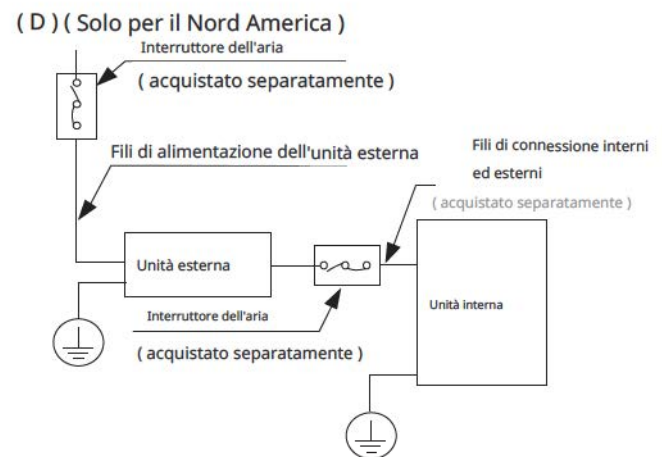 ( D ) ( Solo per il Nord America )
Interruttore dell'aria
( acquistato separatamente )
Fili di alimentazione dell'unità esterna
Fili di connessione interni
ed esterni
( acquistato separatamente )
Unità esterna
Interruttore dell'aria
( acquistato separatamente )
Unità interna